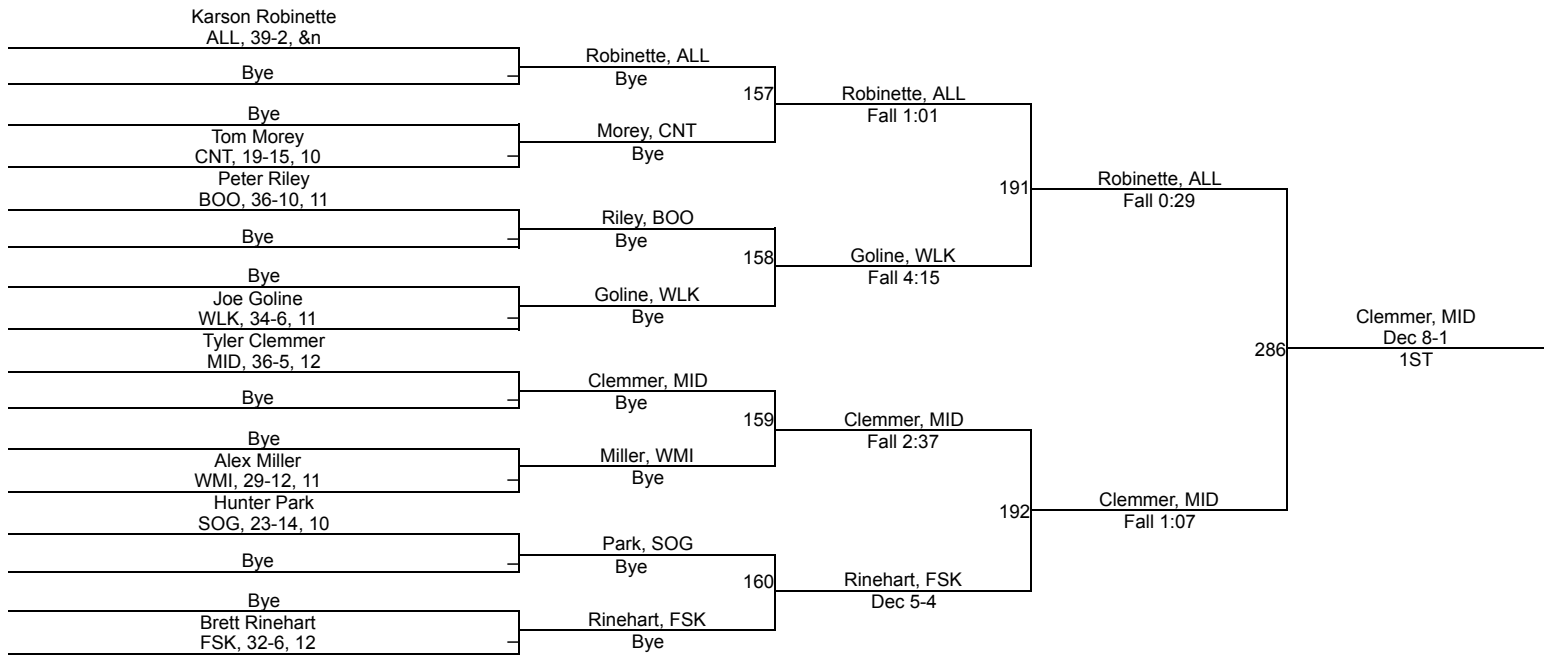 Karson Robinette
ALL, 39-2, &n
Bye
Bye
Tom Morey
CNT, 19-15, 10
Peter Riley
BOO, 36-10, 11
Bye
Bye
Joe Goline
WLK, 34-6, 11
Tyler Clemmer
MID, 36-5, 12
Bye
Bye
Alex Miller
WMI, 29-12, 11
Hunter Park
SOG, 23-14, 10
Bye
Bye
Brett Rinehart
FSK, 32-6, 12
Robinette, ALL
Bye
157
Morey, CNT
Bye
Riley, BOO
Bye
158
Goline, WLK
Bye
Clemmer, MID
Bye
159
Miller, WMI
Bye
Park, SOG
Bye
160
Rinehart, FSK
Bye
Robinette, ALL
Fall 1:01
191
Goline, WLK
Fall 4:15
Clemmer, MID
Fall 2:37
192
Rinehart, FSK
Dec 5-4
Robinette, ALL
Fall 0:29
286
Clemmer, MID
Fall 1:07
Clemmer, MID
Dec 8-1
1ST